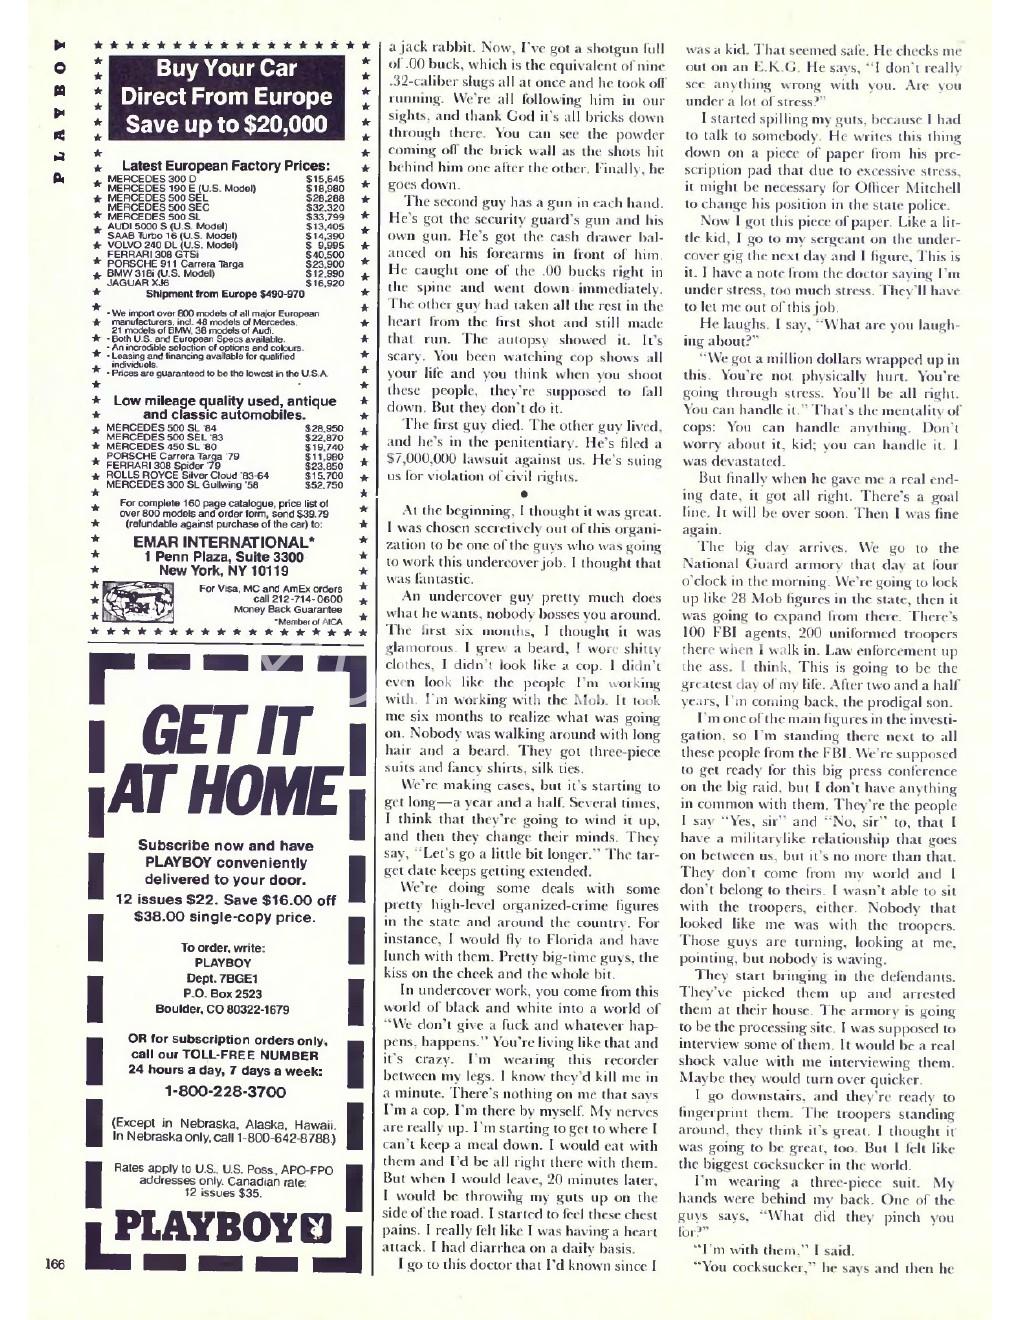 PLAYBOY
Buy Your Car
Direct From Europe
Save up to $20,000
Latest European Factory Prices:
MERCEDES 300 D $15,645
MERCEDES 190 E (U.S. Model) $18,980
MERCEDES 500 SEL $28,268
MERCEDES 500 SEC $32,320
MERCEDES 500 SL $33,799
AUDI 5000 S (U.S. Model) $13,405
SAAB Turbo 16 (U.S. Model) $14,390
VOLVO 240 DL (U.S. Model) $ 9,995
FERRARI 308 GTSi $40,500
PORSCHE 911 Carrera Targa $23,900
BMW 318i (U.S. Model) $12,990
JAGUAR XJ6 $16,920
Shipment from Europe $490-970
- We import over 800 models of all major European
manufacturers, incl. 48 models of Mercedes,
21 models of BMW, 38 models of Audi.
- Both U.S. and European Specs available.
- An incredible selection of options and colours.
- Leasing and financing available for qualified
individuals.
- Prices are guaranteed to be the lowest in the U.S.A.
Low mileage quality used, antique
and classic automobiles.
MERCEDES 500 SL '84 $28,950
MERCEDES 500 SEL '83 $22,870
MERCEDES 450 SL '80 $19,740
PORSCHE Carrera Targa '79 $11,980
FERRARI 308 Spider '79 $23,850
ROLLS ROYCE Silver Cloud '63-64 $15,700
MERCEDES 300 SL Gullwing '56 $52,750
For complete 160 page catalogue, price list of
over 800 models and order form, send $39.79
(refundable against purchase of the car) to:
EMAR INTERNATIONAL*
1 Penn Plaza, Suite 3300
New York, NY 10119
For Visa, MC and AmEx orders
call 212-714-0600
Money Back Guarantee
*Member of AICA
GET IT
AT HOME
Subscribe now and have
PLAYBOY conveniently
delivered to your door.
12 issues $22. Save $16.00 off
$38.00 single-copy price.
To order, write:
PLAYBOY
Dept. 7BGE1
P.O. Box 2523
Boulder, CO 80322-1679
OR for subscription orders only,
call our TOLL-FREE NUMBER
24 hours a day, 7 days a week:
1-800-228-3700
(Except in Nebraska, Alaska, Hawaii.
In Nebraska only, call 1-800-642-8788.)
Rates apply to U.S., U.S. Poss., APO-FPO
addresses only. Canadian rate:
12 issues $35.
PLAYBOY
166
a jack rabbit. Now, I've got a shotgun full
of .00 buck, which is the equivalent of nine
.32-caliber slugs all at once and he took off
running. We're all following him in our
sights, and thank God it's all bricks down
through there. You can see the powder
coming off the brick wall as the shots hit
behind him one after the other. Finally, he
goes down.
The second guy has a gun in each hand.
He's got the security guard's gun and his
own gun. He's got the cash drawer bal-
anced on his forearms in front of him.
He caught one of the .00 bucks right in
the spine and went down immediately.
The other guy had taken all the rest in the
heart from the first shot and still made
that run. The autopsy showed it. It's
scary. You been watching cop shows all
your life and you think when you shoot
these people, they're supposed to fall
down. But they don't do it.
The first guy died. The other guy lived,
and he's in the penitentiary. He's filed a
$7,000,000 lawsuit against us. He's suing
us for violation of civil rights.
•
At the beginning, I thought it was great.
I was chosen secretively out of this organi-
zation to be one of the guys who was going
to work this undercover job. I thought that
was fantastic.
An undercover guy pretty much does
what he wants, nobody bosses you around.
The first six months, I thought it was
glamorous. I grew a beard, I wore shitty
clothes, I didn't look like a cop. I didn't
even look like the people I'm working
with. I'm working with the Mob. It took
me six months to realize what was going
on. Nobody was walking around with long
hair and a beard. They got three-piece
suits and fancy shirts, silk ties.
We're making cases, but it's starting to
get long—a year and a half. Several times,
I think that they're going to wind it up,
and then they change their minds. They
say, "Let's go a little bit longer." The tar-
get date keeps getting extended.
We're doing some deals with some
pretty high-level organized-crime figures
in the state and around the country. For
instance, I would fly to Florida and have
lunch with them. Pretty big-time guys, the
kiss on the cheek and the whole bit.
In undercover work, you come from this
world of black and white into a world of
"We don't give a fuck and whatever hap-
pens, happens." You're living like that and
it's crazy. I'm wearing this recorder
between my legs. I know they'd kill me in
a minute. There's nothing on me that says
I'm a cop. I'm there by myself. My nerves
are really up. I'm starting to get to where I
can't keep a meal down. I would eat with
them and I'd be all right there with them.
But when I would leave, 20 minutes later,
I would be throwing my guts up on the
side of the road. I started to feel these chest
pains. I really felt like I was having a heart
attack. I had diarrhea on a daily basis.
I go to this doctor that I'd known since I
was a kid. That seemed safe. He checks me
out on an E.K.G. He says, "I don't really
see anything wrong with you. Are you
under a lot of stress?"
I started spilling my guts, because I had
to talk to somebody. He writes this thing
down on a piece of paper from his pre-
scription pad that due to excessive stress,
it might be necessary for Officer Mitchell
to change his position in the state police.
Now I got this piece of paper. Like a lit-
tle kid, I go to my sergeant on the under-
cover gig the next day and I figure, This is
it. I have a note from the doctor saying I'm
under stress, too much stress. They'll have
to let me out of this job.
He laughs. I say, "What are you laugh-
ing about?"
"We got a million dollars wrapped up in
this. You're not physically hurt. You're
going through stress. You'll be all right.
You can handle it." That's the mentality of
cops: You can handle anything. Don't
worry about it, kid; you can handle it. I
was devastated.
But finally when he gave me a real end-
ing date, it got all right. There's a goal
line. It will be over soon. Then I was fine
again.
The big day arrives. We go to the
National Guard armory that day at four
o'clock in the morning. We're going to lock
up like 28 Mob figures in the state, then it
was going to expand from there. There's
100 FBI agents, 200 uniformed troopers
there when I walk in. Law enforcement up
the ass. I think, This is going to be the
greatest day of my life. After two and a half
years, I'm coming back, the prodigal son.
I'm one of the main figures in the investi-
gation, so I'm standing there next to all
these people from the FBI. We're supposed
to get ready for this big press conference
on the big raid, but I don't have anything
in common with them. They're the people
I say "Yes, sir" and "No, sir" to, that I
have a militarylike relationship that goes
on between us, but it's no more than that.
They don't come from my world and I
don't belong to theirs. I wasn't able to sit
with the troopers, either. Nobody that
looked like me was with the troopers.
Those guys are turning, looking at me,
pointing, but nobody is waving.
They start bringing in the defendants.
They've picked them up and arrested
them at their house. The armory is going
to be the processing site. I was supposed to
interview some of them. It would be a real
shock value with me interviewing them.
Maybe they would turn over quicker.
I go downstairs, and they're ready to
fingerprint them. The troopers standing
around, they think it's great. I thought it
was going to be great, too. But I felt like
the biggest cocksucker in the world.
I'm wearing a three-piece suit. My
hands were behind my back. One of the
guys says, "What did they pinch you
for?"
"I'm with them," I said.
"You cocksucker," he says and then he